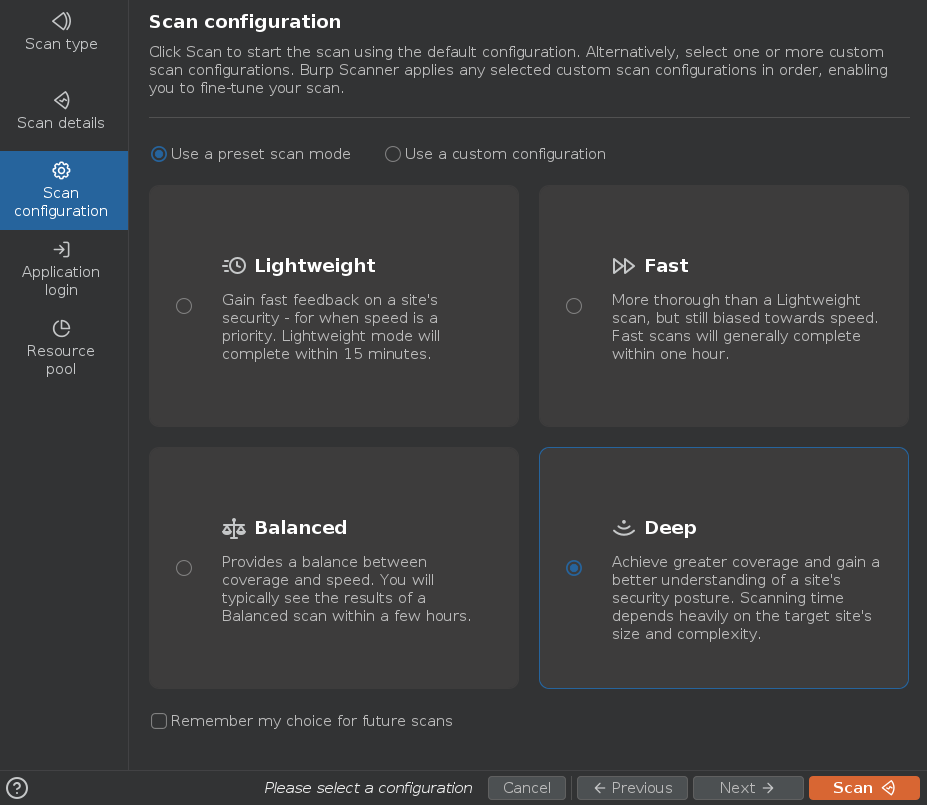 Scan type
Scan details
Scan
configuration
Application
login
Resource
pool
Scan configuration
Click Scan to start the scan using the default configuration. Alternatively, select one or more custom
scan configurations. Burp Scanner applies any selected custom scan configurations in order, enabling
you to fine-tune your scan.
Use a preset scan mode
Use a custom configuration
Lightweight
Gain fast feedback on a site's
security - for when speed is a
priority. Lightweight mode will
complete within 15 minutes.
Fast
More thorough than a Lightweight
scan, but still biased towards speed.
Fast scans will generally complete
within one hour.
Balanced
Provides a balance between
coverage and speed. You will
typically see the results of a
Balanced scan within a few hours.
Deep
Achieve greater coverage and gain a
better understanding of a site's
security posture. Scanning time
depends heavily on the target site's
size and complexity.
Remember my choice for future scans
?
Please select a configuration
Cancel
Previous
Next
Scan